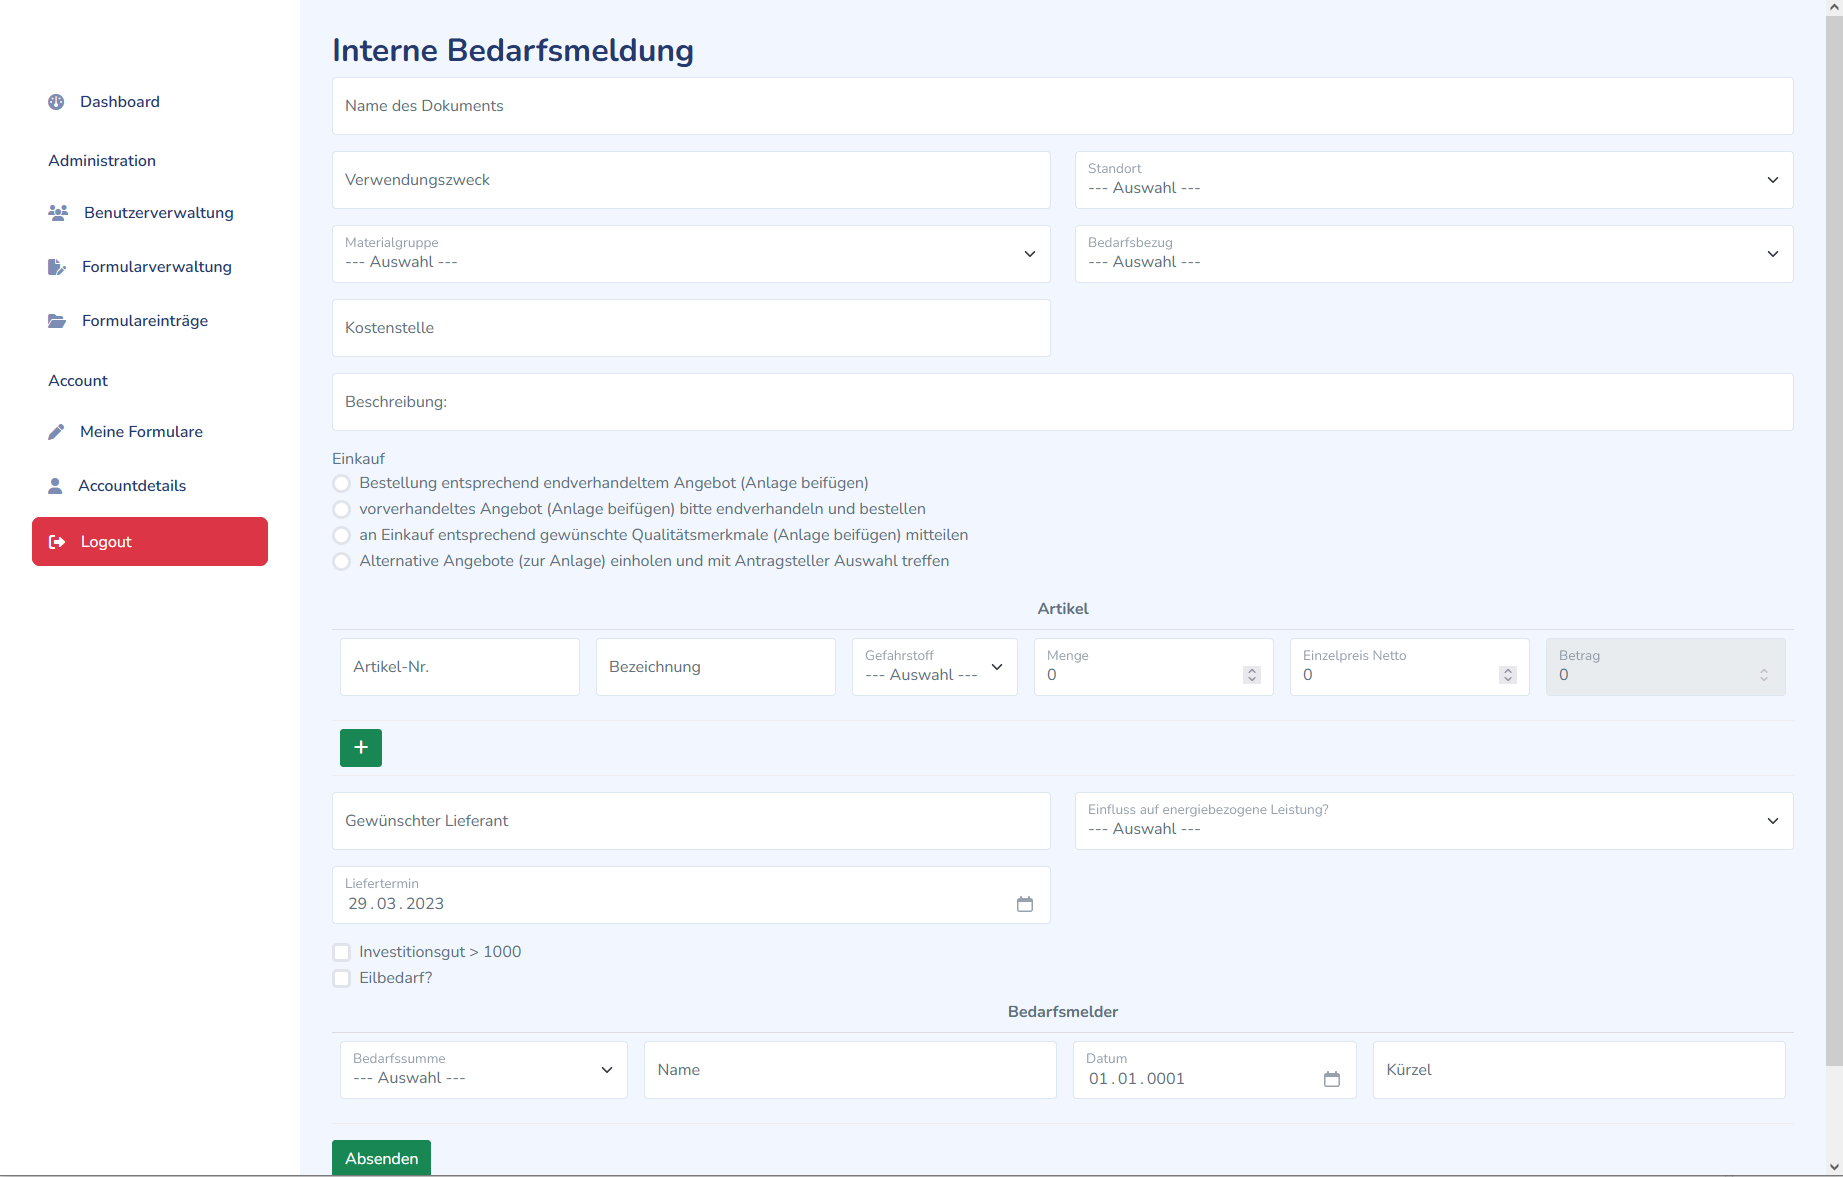 Dashboard
Administration
Benutzerverwaltung
Formularverwaltung
Formulareinträge
Account
Meine Formulare
Accountdetails
Logout
Interne Bedarfsmeldung
Name des Dokuments
Verwendungszweck
Standort
--- Auswahl ---
Materialgruppe
--- Auswahl ---
Bedarfsbezug
--- Auswahl ---
Kostenstelle
Beschreibung:
Einkauf
Bestellung entsprechend endverhandeltem Angebot (Anlage beifügen)
vorverhandeltes Angebot (Anlage beifügen) bitte endverhandeln und bestellen
an Einkauf entsprechend gewünschte Qualitätsmerkmale (Anlage beifügen) mitteilen
Alternative Angebote (zur Anlage) einholen und mit Antragsteller Auswahl treffen
Artikel
Artikel-Nr.
Bezeichnung
Gefahrstoff
--- Auswahl ---
Menge
0
Einzelpreis Netto
0
Betrag
0
+
Gewünschter Lieferant
Einfluss auf energiebezogene Leistung?
--- Auswahl ---
Liefertermin
29.03.2023
Investitionsgut > 1000
Eilbedarf?
Bedarfsmelder
Bedarfssumme
--- Auswahl ---
Name
Datum
01.01.0001
Kürzel
Absenden